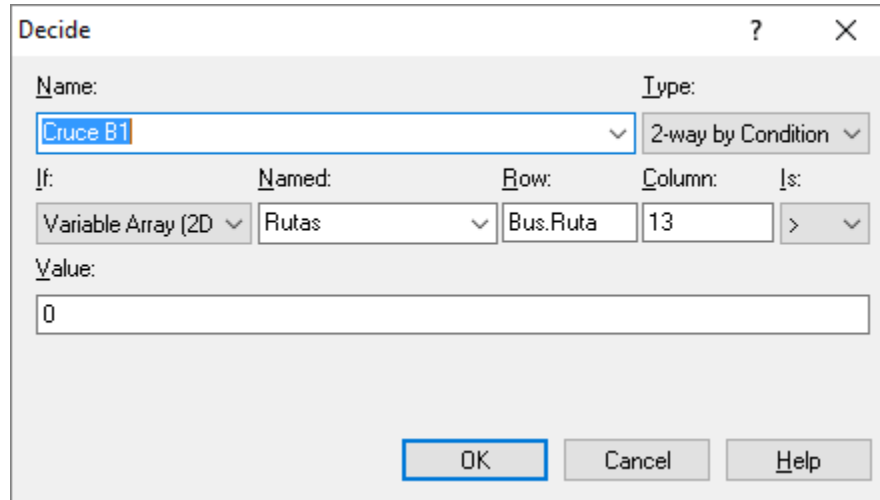 Decide ? ×
Name: Type:
Cruce B1 2-way by Condition
If: Named: Row: Column: Is:
Variable Array (2D Rutas Bus.Ruta 13 >
Value:
0
OK Cancel Help